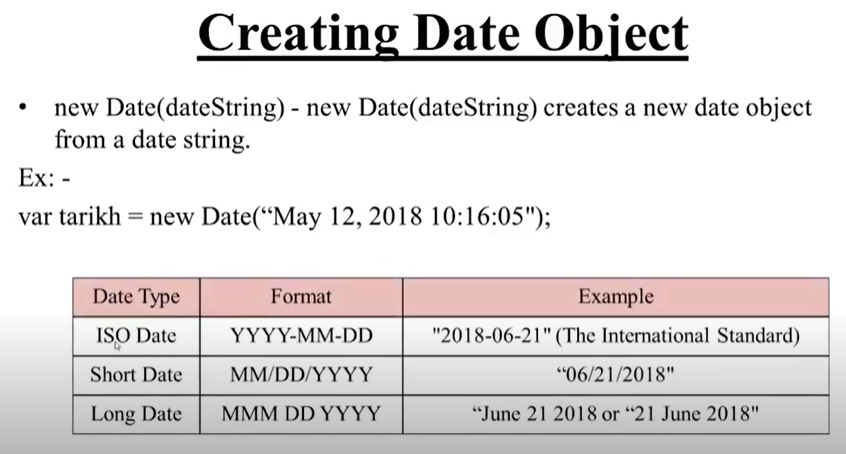 Creating Date Object
• new Date(dateString) - new Date(dateString) creates a new date object
from a date string.
Ex: -
var tarikh = new Date(“May 12, 2018 10:16:05");
Date Type Format Example
ISO Date YYYY-MM-DD "2018-06-21" (The International Standard)
Short Date MM/DD/YYYY “06/21/2018"
Long Date MMM DD YYYY “June 21 2018 or “21 June 2018"